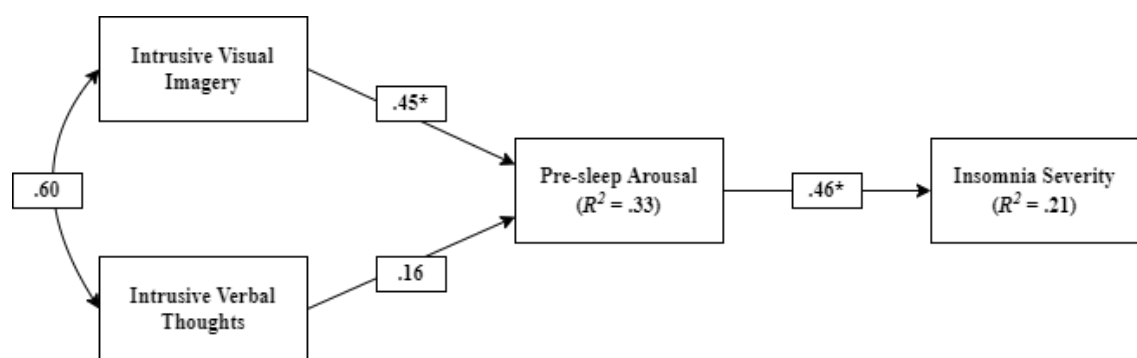 Intrusive Visual
Imagery
.45*
Pre-sleep Arousal
(R² = .33)
.60
.46*
Insomnia Severity
(R² = .21)
.16
Intrusive Verbal
Thoughts